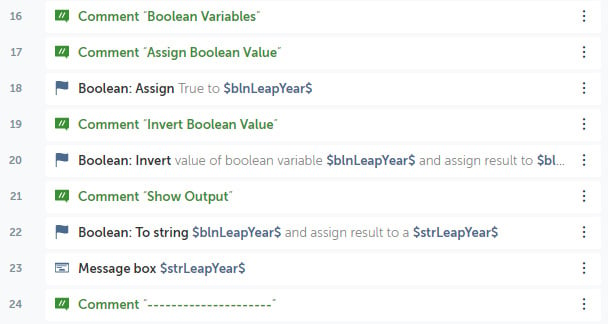 16 Comment "Boolean Variables"
17 Comment "Assign Boolean Value"
18 Boolean: Assign True to $blnLeapYear$
19 Comment "Invert Boolean Value"
20 Boolean: Invert value of boolean variable $blnLeapYear$ and assign result to $bl...
21 Comment "Show Output"
22 Boolean: To string $blnLeapYear$ and assign result to a $strLeapYear$
23 Message box $strLeapYear$
24 Comment "---------------------"